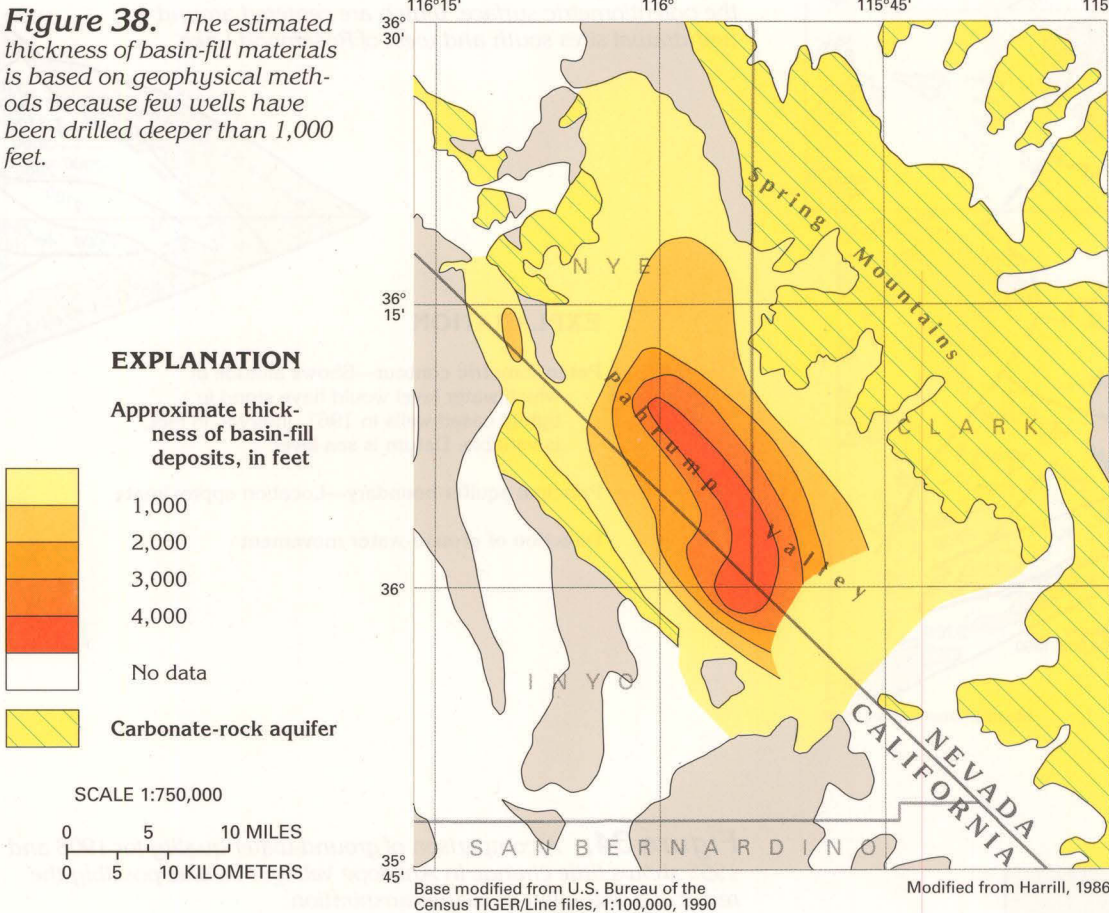 Figure 38. The estimated
thickness of basin-fill materials
is based on geophysical meth-
ods because few wells have
been drilled deeper than 1,000
feet.
EXPLANATION
Approximate thick-
ness of basin-fill
deposits, in feet
1,000
2,000
3,000
4,000
No data
Carbonate-rock aquifer
SCALE 1:750,000
0 5 10 MILES
0 5 10 KILOMETERS
116°15' 116° 115°45' 115
36°
30'
36°
15'
36°
35°
45'
Spring Mountains
NYE
Pahrump Valley
CLARK
INYO
NEVADA
CALIFORNIA
SAN BERNARDINO
Base modified from U.S. Bureau of the
Census TIGER/Line files, 1:100,000, 1990
Modified from Harrill, 1986